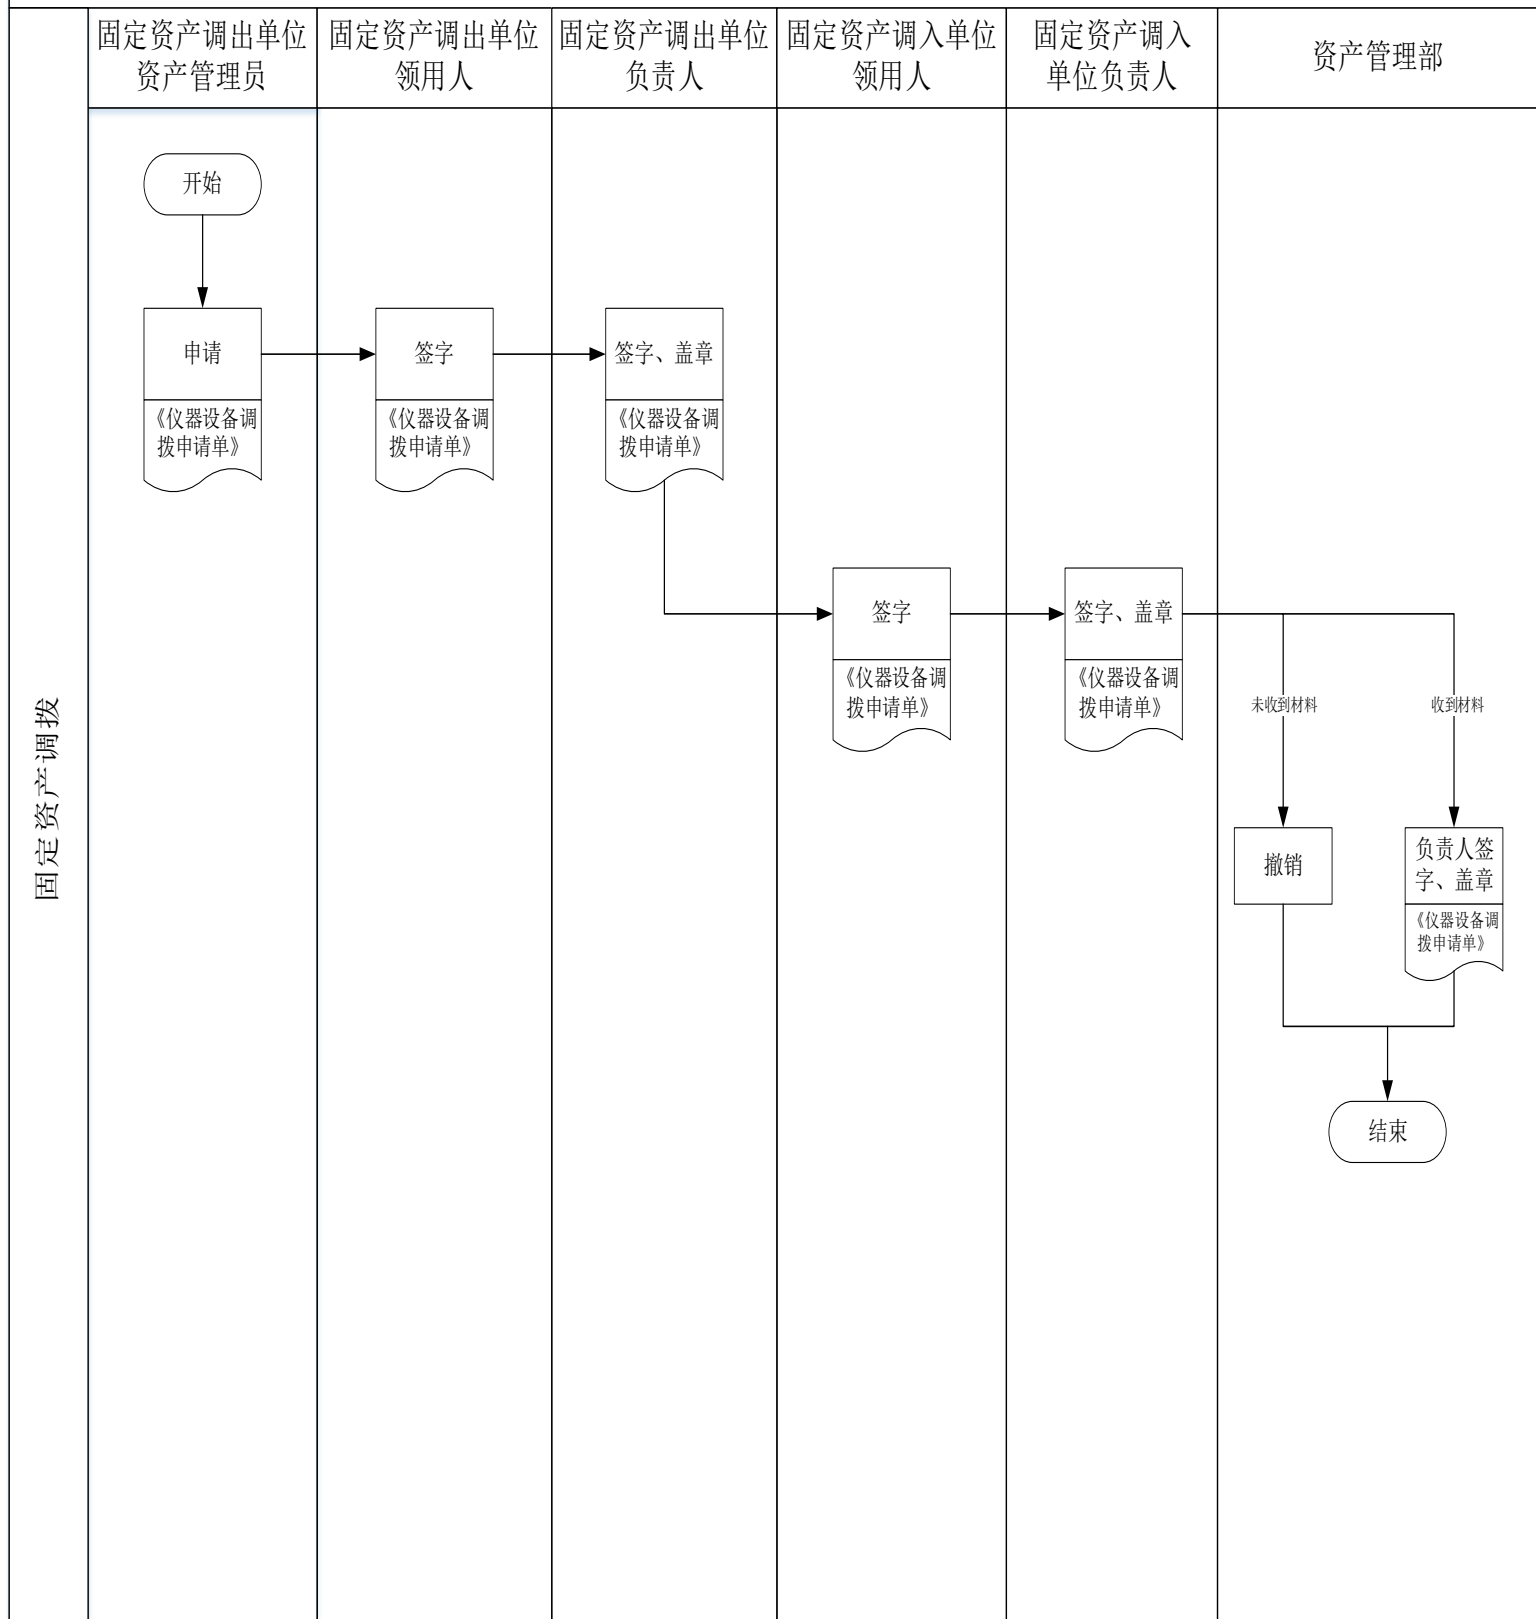 固定资产调出单位
资产管理员
固定资产调出单位
领用人
固定资产调出单位
负责人
固定资产调入单位
领用人
固定资产调入
单位负责人
资产管理部
固定资产调拨
开始
申请
《仪器设备调
拨申请单》
签字
《仪器设备调
拨申请单》
签字、盖章
《仪器设备调
拨申请单》
签字
《仪器设备调
拨申请单》
签字、盖章
《仪器设备调
拨申请单》
未收到材料
收到材料
撤销
负责人签
字、盖章
《仪器设备调
拨申请单》
结束